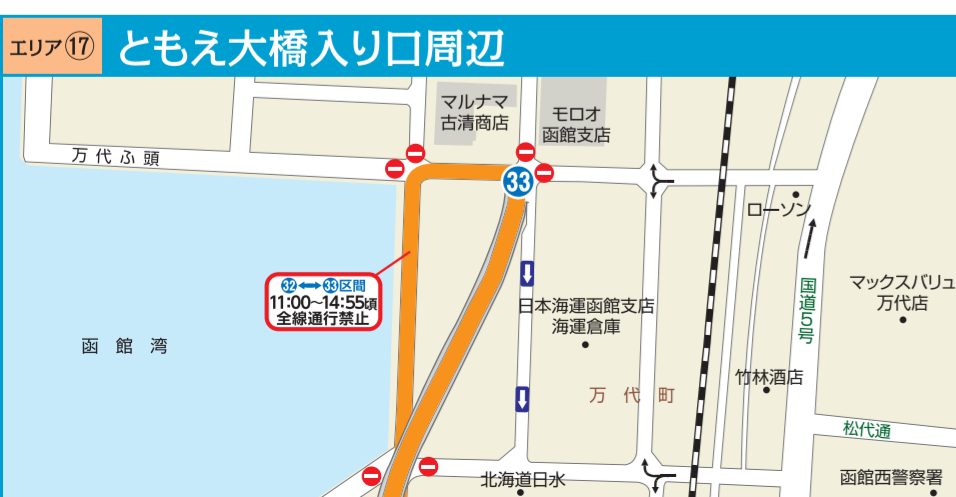 エリア⑰ ともえ大橋入り口周辺
マルナマ
古清商店
モロオ
函館支店
万代ふ頭
33
ローソン
32⟷33区間
11:00~14:55頃
全線通行禁止
国道5号
マックスバリュ
万代店
日本海運函館支店
海運倉庫
函館湾
万代町
竹林酒店
松代通
北海道日水
函館西警察署